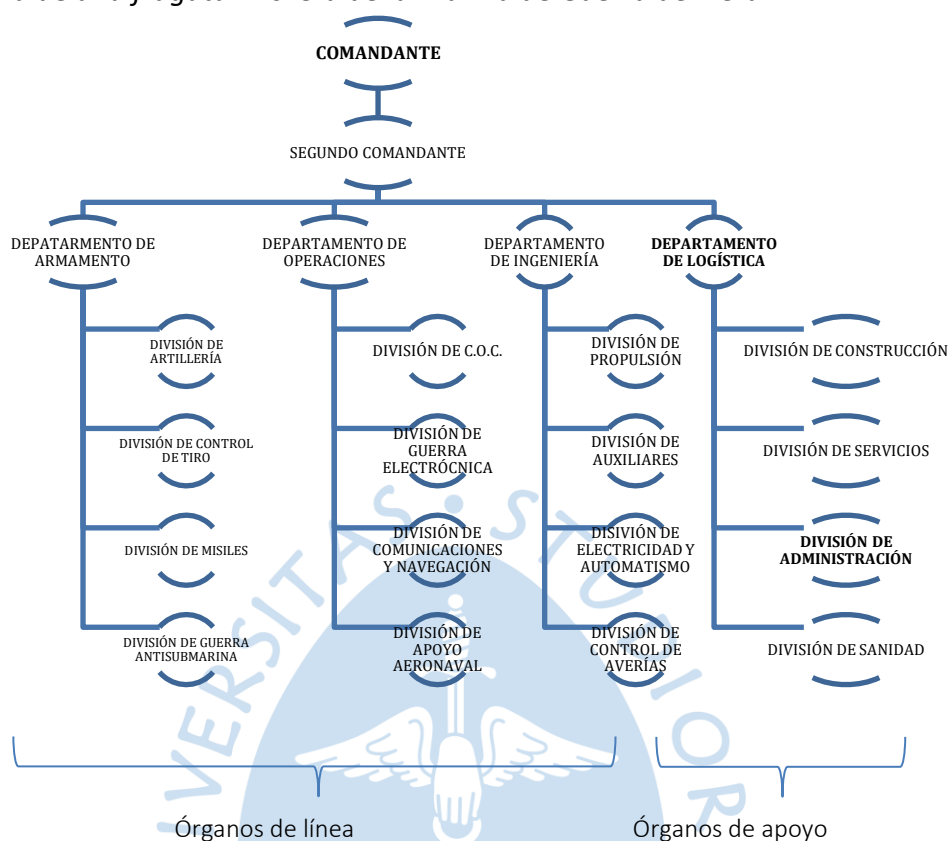 COMANDANTE
SEGUNDO COMANDANTE
DEPATARMENTO DE
ARMAMENTO
DEPARTAMENTO DE
OPERACIONES
DEPARTAMENTO
DE INGENIERÍA
DEPARTAMENTO
DE LOGÍSTICA
DIVISIÓN DE
ARTILLERÍA
DIVISIÓN DE CONTROL
DE TIRO
DIVISIÓN DE MISILES
DIVISIÓN DE GUERRA
ANTISUBMARINA
DIVISIÓN DE C.O.C.
DIVISIÓN DE
GUERRA
ELECTRÓCNICA
DIVISIÓN DE
COMUNICACIONES
Y NAVEGACIÓN
DIVISIÓN DE
APOYO
AERONAVAL
DIVISIÓN DE
PROPULSIÓN
DIVISIÓN DE
AUXILIARES
DISIVIÓN DE
ELECTRICIDAD Y
AUTOMATISMO
DIVISIÓN DE
CONTROL DE
AVERÍAS
DIVISIÓN DE CONSTRUCCIÓN
DIVISIÓN DE SERVICIOS
DIVISIÓN DE
ADMINISTRACIÓN
DIVISIÓN DE SANIDAD
Órganos de línea
Órganos de apoyo
VERSITAS • STUDIOR